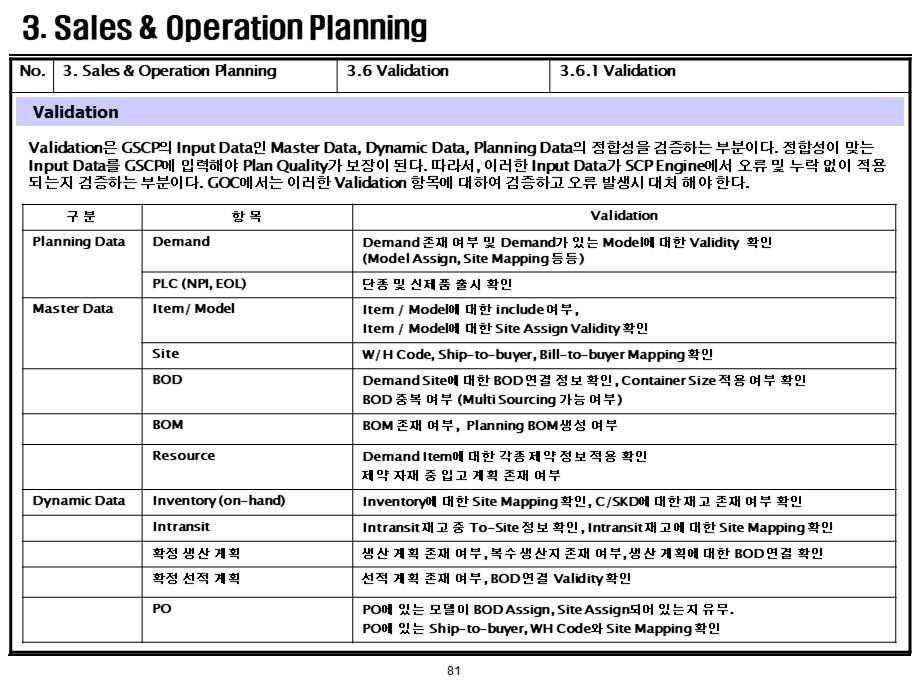 3. Sales & Operation Planning
No. 3. Sales & Operation Planning 3.6 Validation 3.6.1 Validation
Validation
Validation은 GSCP의 Input Data인 Master Data, Dynamic Data, Planning Data의 정합성을 검증하는 부분이다. 정합성이 맞는
Input Data를 GSCP에 입력해야 Plan Quality가 보장이 된다. 따라서, 이러한 Input Data가 SCP Engine에서 오류 및 누락 없이 적용
되는지 검증하는 부분이다. GOC에서는 이러한 Validation 항목에 대하여 검증하고 오류 발생시 대처 해야 한다.
구 분 항 목 Validation
Planning Data Demand Demand 존재 여부 및 Demand가 있는 Model에 대한 Validity 확인
(Model Assign, Site Mapping 등등)
PLC (NPI, EOL) 단종 및 신제품 출시 확인
Master Data Item / Model Item / Model에 대한 include 여부,
Item / Model에 대한 Site Assign Validity 확인
Site W/H Code, Ship-to-buyer, Bill-to-buyer Mapping 확인
BOD Demand Site에 대한 BOD 연결 정보 확인, Container Size 적용 여부 확인
BOD 중복 여부 (Multi Sourcing 가능 여부)
BOM BOM 존재 여부, Planning BOM 생성 여부
Resource Demand Item에 대한 각종 제약 정보 적용 확인
제약 자재 중 입고 계획 존재 여부
Dynamic Data Inventory (on-hand) Inventory에 대한 Site Mapping 확인, C/SKD에 대한 재고 존재 여부 확인
Intransit Intransit 재고 중 To-Site 정보 확인, Intransit 재고에 대한 Site Mapping 확인
확정 생산 계획 생산 계획 존재 여부, 복수 생산지 존재 여부, 생산 계획에 대한 BOD 연결 확인
확정 선적 계획 선적 계획 존재 여부, BOD 연결 Validity 확인
PO PO에 있는 모델이 BOD Assign, Site Assign되어 있는지 유무.
PO에 있는 Ship-to-buyer, WH Code와 Site Mapping 확인
81